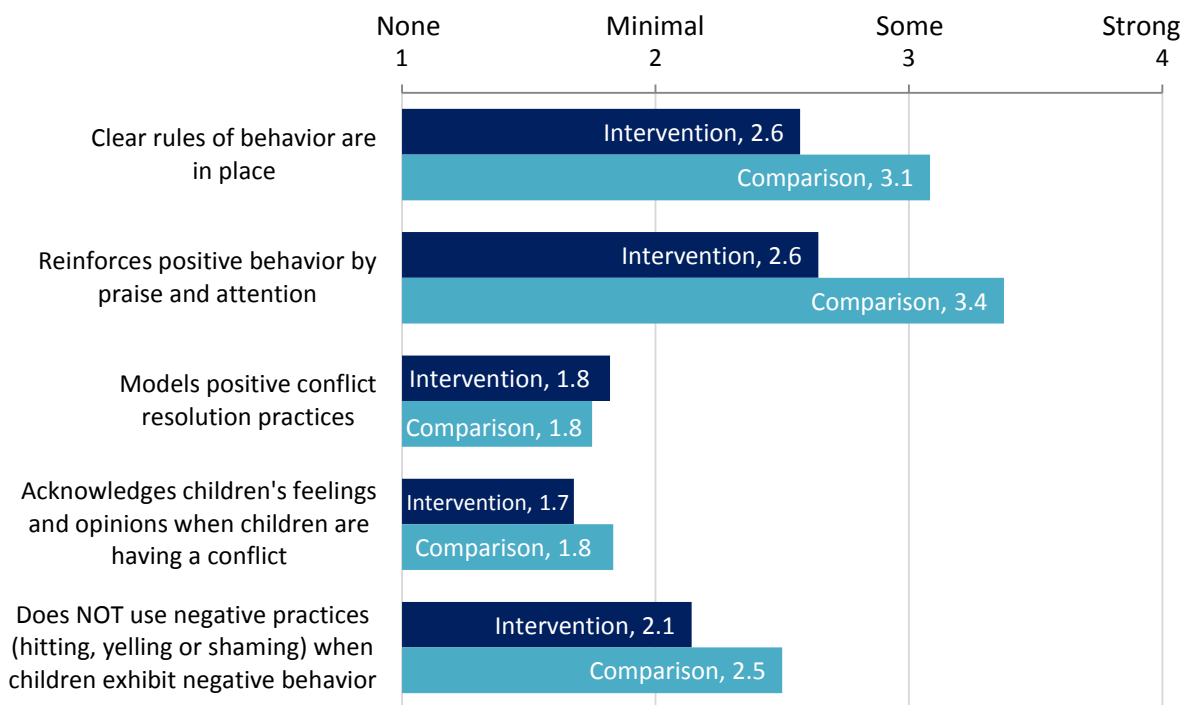 None Minimal Some Strong
1 2 3 4
Clear rules of behavior are
in place
Intervention, 2.6
Comparison, 3.1
Reinforces positive behavior by
praise and attention
Intervention, 2.6
Comparison, 3.4
Models positive conflict
resolution practices
Intervention, 1.8
Comparison, 1.8
Acknowledges children's feelings
and opinions when children are
having a conflict
Intervention, 1.7
Comparison, 1.8
Does NOT use negative practices
(hitting, yelling or shaming) when
children exhibit negative behavior
Intervention, 2.1
Comparison, 2.5